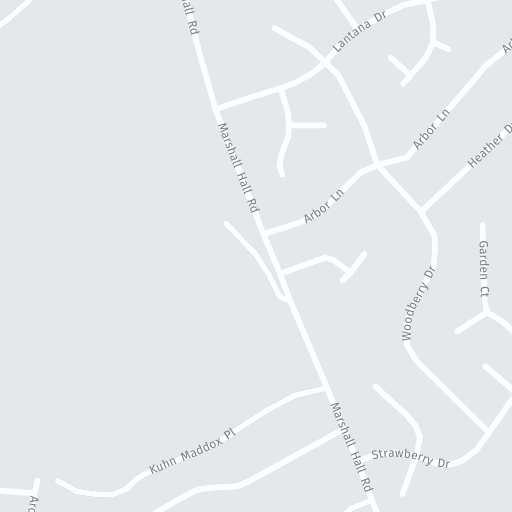 Lantana Dr
Marshall Hall Rd
Arbor Ln
Heather
Arbor Ln
Garden Ct
Woodberry Dr
Marshall Hall Rd
Kuhn Maddox Pl
Strawberry Dr